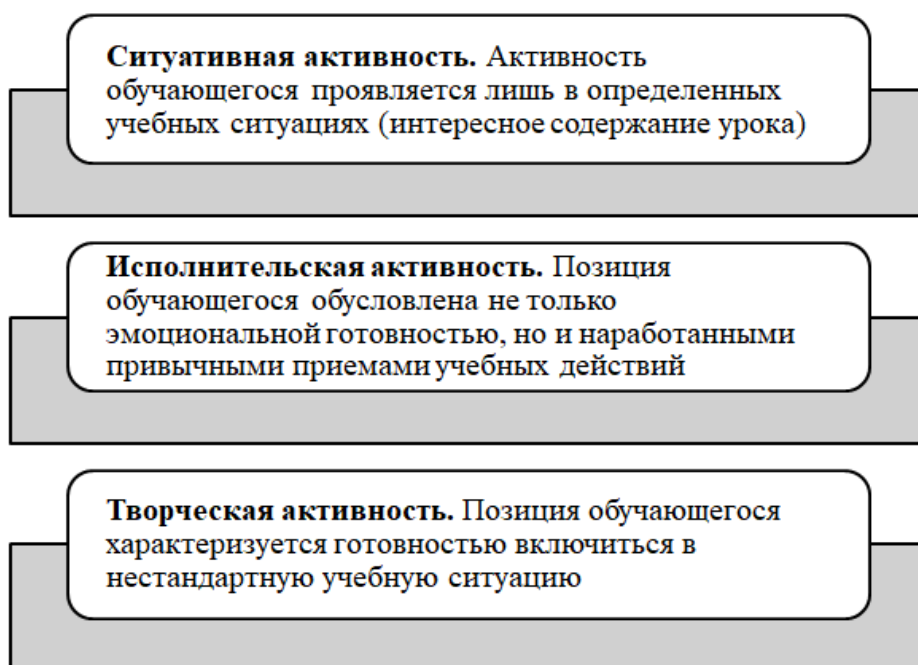 Ситуативная активность. Активность
обучающегося проявляется лишь в определенных
учебных ситуациях (интересное содержание урока)
Исполнительская активность. Позиция
обучающегося обусловлена не только
эмоциональной готовностью, но и наработанными
привычными приемами учебных действий
Творческая активность. Позиция обучающегося
характеризуется готовностью включиться в
нестандартную учебную ситуацию